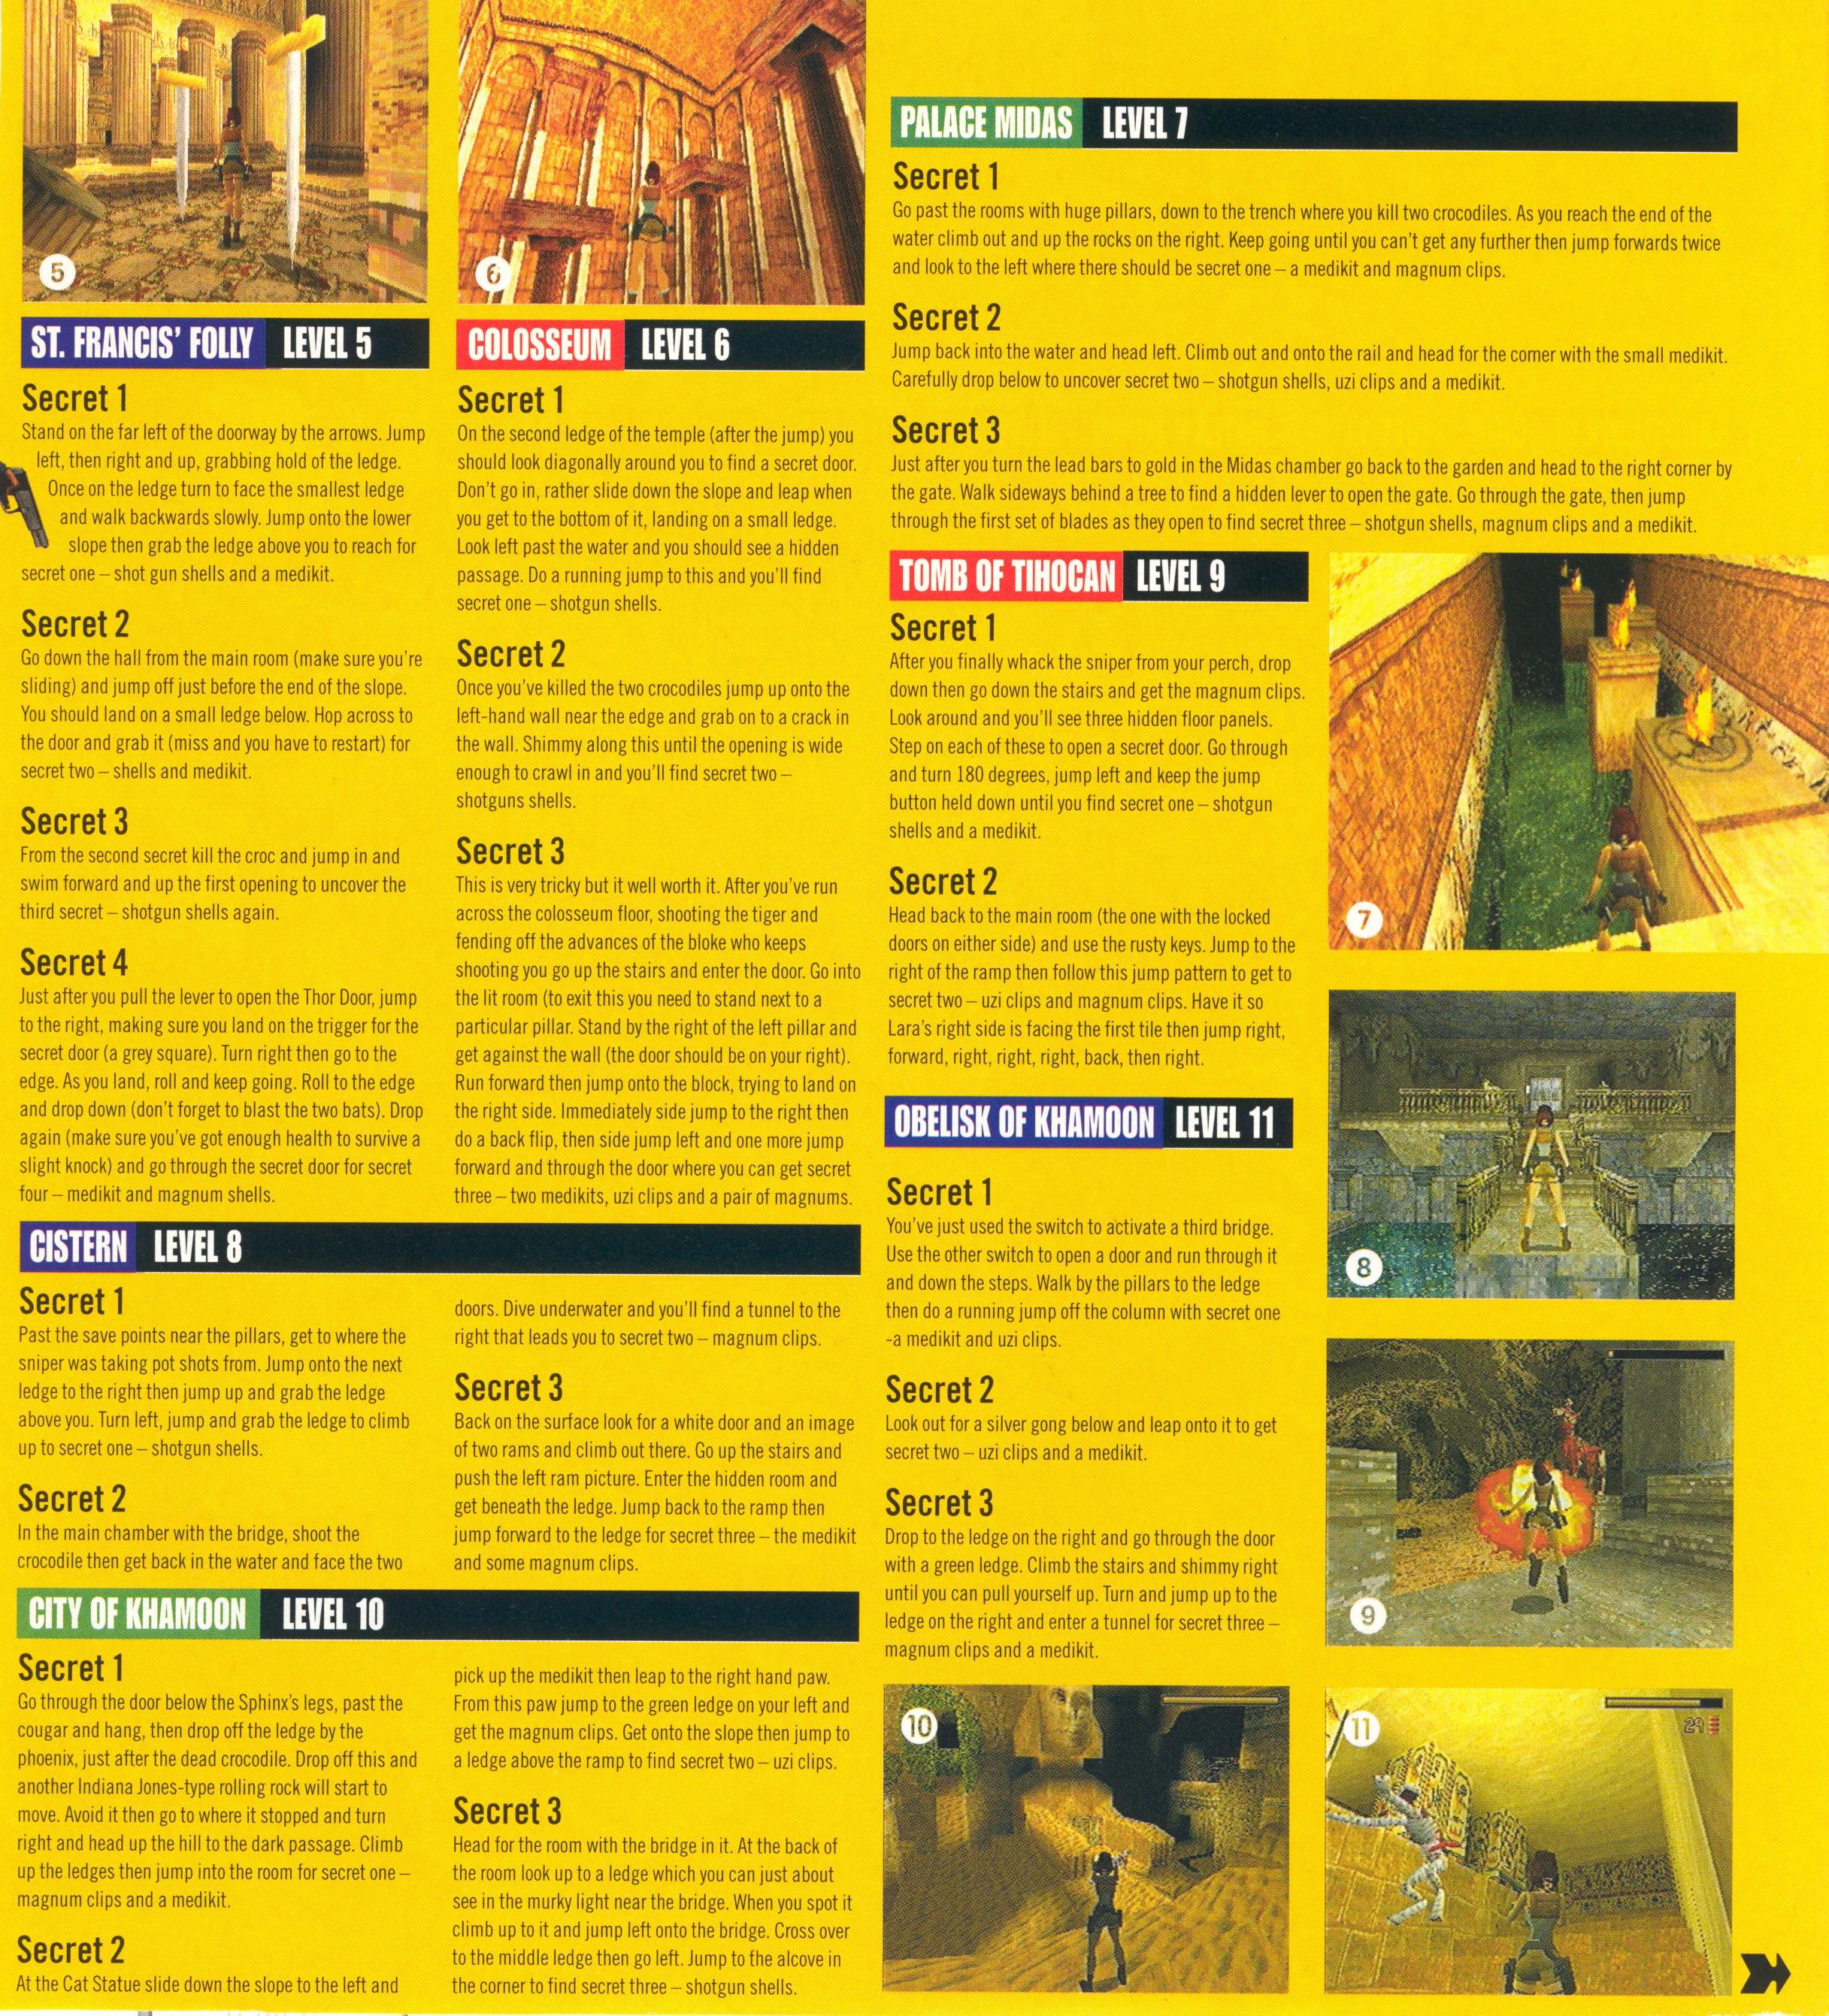 5
ST. FRANCIS' FOLLY LEVEL 5
Secret 1
Stand on the far left of the doorway by the arrows. Jump
left, then right and up, grabbing hold of the ledge.
Once on the ledge turn to face the smallest ledge
and walk backwards slowly. Jump onto the lower
slope then grab the ledge above you to reach for
secret one – shot gun shells and a medikit.
Secret 2
Go down the hall from the main room (make sure you're
sliding) and jump off just before the end of the slope.
You should land on a small ledge below. Hop across to
the door and grab it (miss and you have to restart) for
secret two – shells and medikit.
Secret 3
From the second secret kill the croc and jump in and
swim forward and up the first opening to uncover the
third secret – shotgun shells again.
Secret 4
Just after you pull the lever to open the Thor Door, jump
to the right, making sure you land on the trigger for the
secret door (a grey square). Turn right then go to the
edge. As you land, roll and keep going. Roll to the edge
and drop down (don't forget to blast the two bats). Drop
again (make sure you've got enough health to survive a
slight knock) and go through the secret door for secret
four – medikit and magnum shells.
6
COLOSSEUM LEVEL 6
Secret 1
On the second ledge of the temple (after the jump) you
should look diagonally around you to find a secret door.
Don't go in, rather slide down the slope and leap when
you get to the bottom of it, landing on a small ledge.
Look left past the water and you should see a hidden
passage. Do a running jump to this and you'll find
secret one – shotgun shells.
Secret 2
Once you've killed the two crocodiles jump up onto the
left-hand wall near the edge and grab on to a crack in
the wall. Shimmy along this until the opening is wide
enough to crawl in and you'll find secret two –
shotguns shells.
Secret 3
This is very tricky but it well worth it. After you've run
across the colosseum floor, shooting the tiger and
fending off the advances of the bloke who keeps
shooting you go up the stairs and enter the door. Go into
the lit room (to exit this you need to stand next to a
particular pillar. Stand by the right of the left pillar and
get against the wall (the door should be on your right).
Run forward then jump onto the block, trying to land on
the right side. Immediately side jump to the right then
do a back flip, then side jump left and one more jump
forward and through the door where you can get secret
three – two medikits, uzi clips and a pair of magnums.
PALACE MIDAS LEVEL 7
Secret 1
Go past the rooms with huge pillars, down to the trench where you kill two crocodiles. As you reach the end of the
water climb out and up the rocks on the right. Keep going until you can't get any further then jump forwards twice
and look to the left where there should be secret one – a medikit and magnum clips.
Secret 2
Jump back into the water and head left. Climb out and onto the rail and head for the corner with the small medikit.
Carefully drop below to uncover secret two – shotgun shells, uzi clips and a medikit.
Secret 3
Just after you turn the lead bars to gold in the Midas chamber go back to the garden and head to the right corner by
the gate. Walk sideways behind a tree to find a hidden lever to open the gate. Go through the gate, then jump
through the first set of blades as they open to find secret three – shotgun shells, magnum clips and a medikit.
CISTERN LEVEL 8
Secret 1
Past the save points near the pillars, get to where the
sniper was taking pot shots from. Jump onto the next
ledge to the right then jump up and grab the ledge
above you. Turn left, jump and grab the ledge to climb
up to secret one – shotgun shells.
Secret 2
In the main chamber with the bridge, shoot the
crocodile then get back in the water and face the two
doors. Dive underwater and you'll find a tunnel to the
right that leads you to secret two – magnum clips.
Secret 3
Back on the surface look for a white door and an image
of two rams and climb out there. Go up the stairs and
push the left ram picture. Enter the hidden room and
get beneath the ledge. Jump back to the ramp then
jump forward to the ledge for secret three – the medikit
and some magnum clips.
TOMB OF TIHOCAN LEVEL 9
Secret 1
After you finally whack the sniper from your perch, drop
down then go down the stairs and get the magnum clips.
Look around and you'll see three hidden floor panels.
Step on each of these to open a secret door. Go through
and turn 180 degrees, jump left and keep the jump
button held down until you find secret one – shotgun
shells and a medikit.
Secret 2
Head back to the main room (the one with the locked
doors on either side) and use the rusty keys. Jump to the
right of the ramp then follow this jump pattern to get to
secret two – uzi clips and magnum clips. Have it so
Lara's right side is facing the first tile then jump right,
forward, right, right, right, back, then right.
CITY OF KHAMOON LEVEL 10
Secret 1
Go through the door below the Sphinx's legs, past the
cougar and hang, then drop off the ledge by the
phoenix, just after the dead crocodile. Drop off this and
another Indiana Jones-type rolling rock will start to
move. Avoid it then go to where it stopped and turn
right and head up the hill to the dark passage. Climb
up the ledges then jump into the room for secret one –
magnum clips and a medikit.
Secret 2
At the Cat Statue slide down the slope to the left and
pick up the medikit then leap to the right hand paw.
From this paw jump to the green ledge on your left and
get the magnum clips. Get onto the slope then jump to
a ledge above the ramp to find secret two – uzi clips.
Secret 3
Head for the room with the bridge in it. At the back of
the room look up to a ledge which you can just about
see in the murky light near the bridge. When you spot it
climb up to it and jump left onto the bridge. Cross over
to the middle ledge then go left. Jump to the alcove in
the corner to find secret three – shotgun shells.
OBELISK OF KHAMOON LEVEL 11
Secret 1
You've just used the switch to activate a third bridge.
Use the other switch to open a door and run through it
and down the steps. Walk by the pillars to the ledge
then do a running jump off the column with secret one
-a medikit and uzi clips.
Secret 2
Look out for a silver gong below and leap onto it to get
secret two – uzi clips and a medikit.
Secret 3
Drop to the ledge on the right and go through the door
with a green ledge. Climb the stairs and shimmy right
until you can pull yourself up. Turn and jump up to the
ledge on the right and enter a tunnel for secret three –
magnum clips and a medikit.
7
8
9
10
11
29